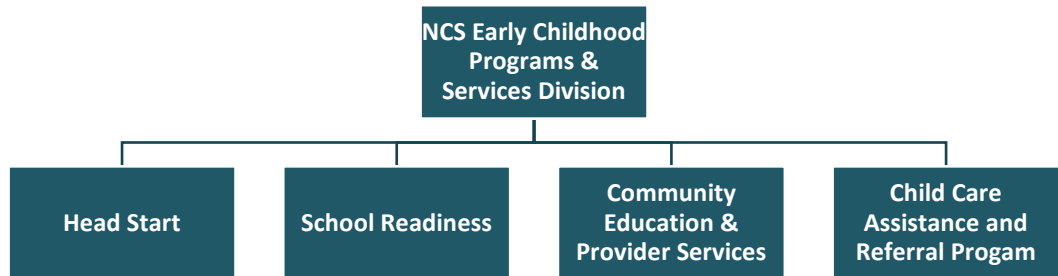 NCS Early Childhood
Programs &
Services Division
Head Start
School Readiness
Community
Education &
Provider Services
Child Care
Assistance and
Referral Progam